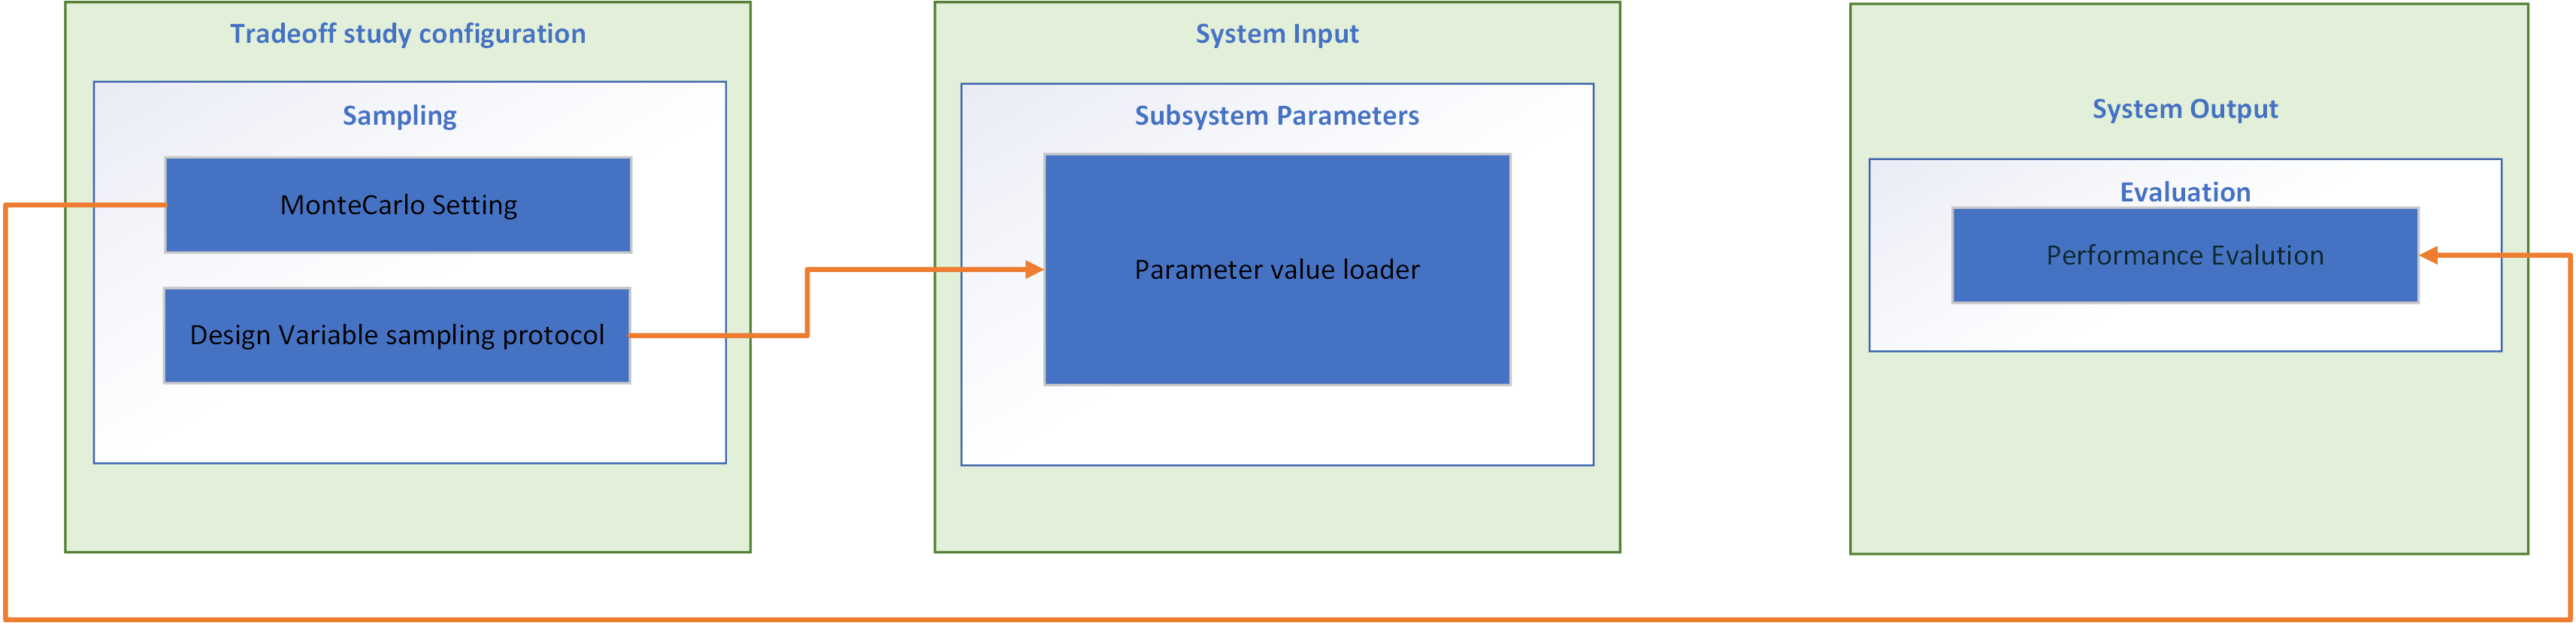 Tradeoff study configuration
Sampling
MonteCarlo Setting
Design Variable sampling protocol
System Input
Subsystem Parameters
Parameter value loader
System Output
Evaluation
Performance Evalution